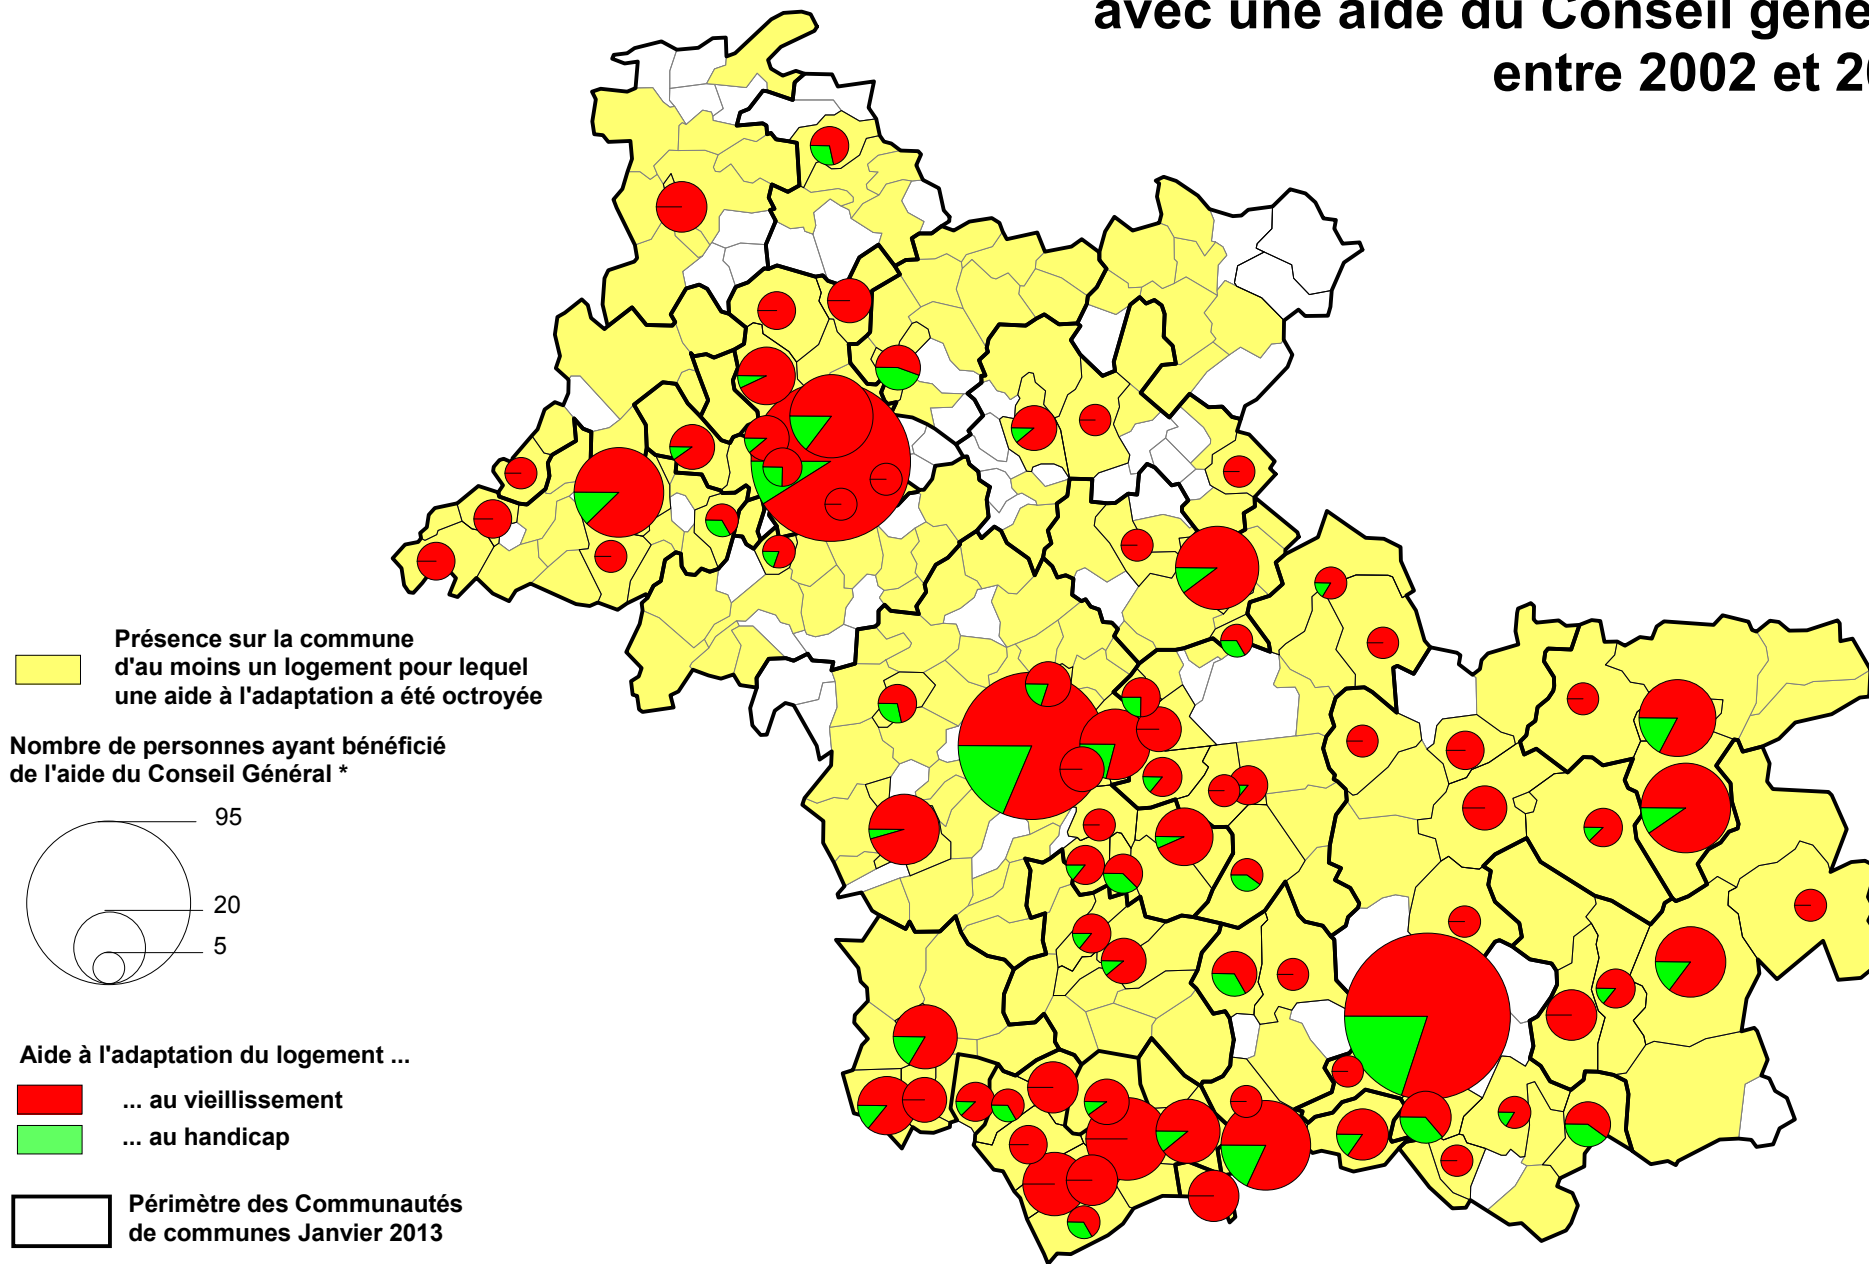 avec une aide du Conseil géné
entre 2002 et 20
Présence sur la commune
d'au moins un logement pour lequel
une aide à l'adaptation a été octroyée
Nombre de personnes ayant bénéficié
de l'aide du Conseil Général *
95
20
5
Aide à l'adaptation du logement ...
... au vieillissement
... au handicap
Périmètre des Communautés
de communes Janvier 2013